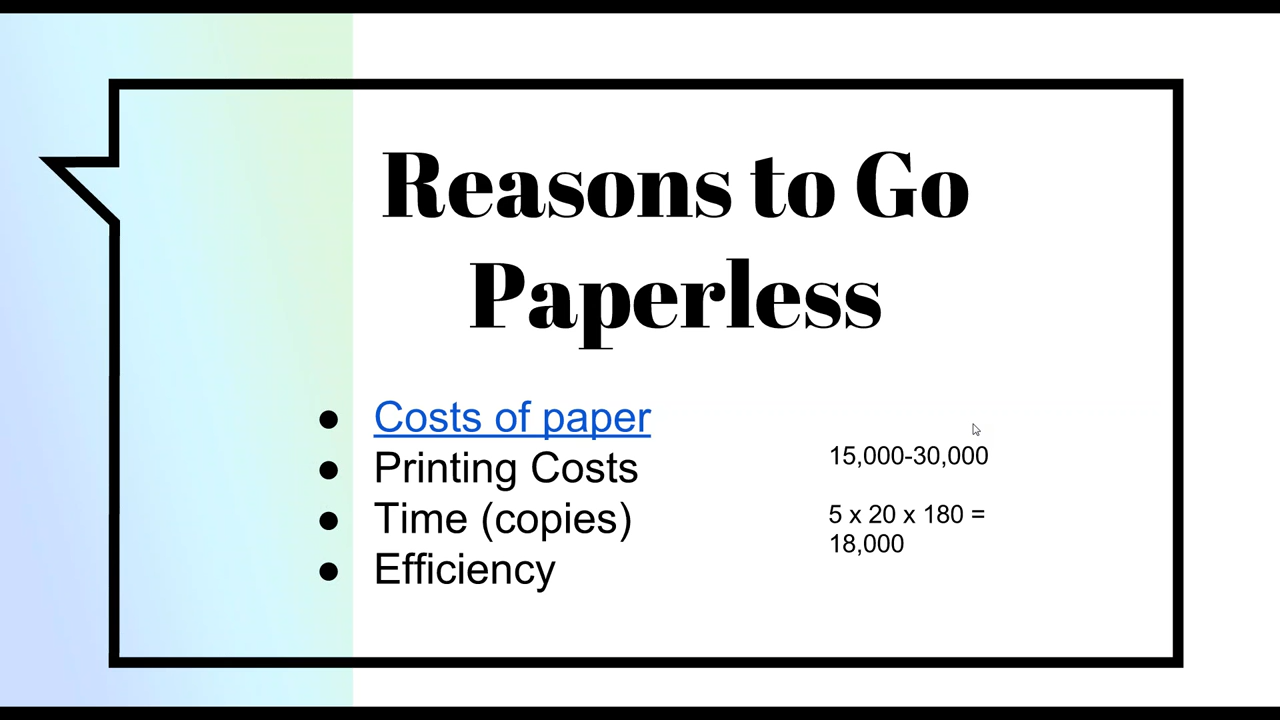 Reasons to Go
Paperless
● Costs of paper
● Printing Costs
● Time (copies)
● Efficiency
15,000-30,000
5 x 20 x 180 =
18,000